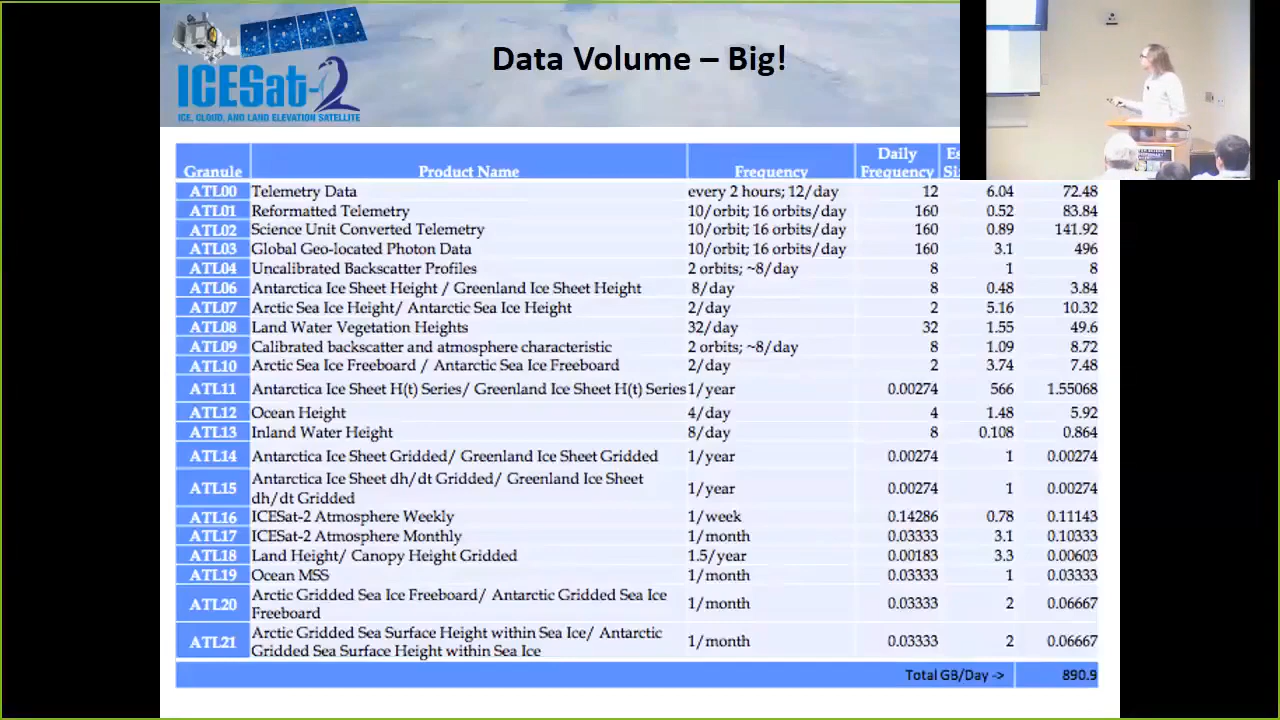 ICESat-2
ICE, CLOUD, AND LAND ELEVATION SATELLITE
Data Volume – Big!
Granule Product Name Frequency Daily Frequency
ATL00 Telemetry Data every 2 hours; 12/day 12 6.04 72.48
ATL01 Reformatted Telemetry 10/orbit; 16 orbits/day 160 0.52 83.84
ATL02 Science Unit Converted Telemetry 10/orbit; 16 orbits/day 160 0.89 141.92
ATL03 Global Geo-located Photon Data 10/orbit; 16 orbits/day 160 3.1 496
ATL04 Uncalibrated Backscatter Profiles 2 orbits; ~8/day 8 1 8
ATL06 Antarctica Ice Sheet Height / Greenland Ice Sheet Height 8/day 8 0.48 3.84
ATL07 Arctic Sea Ice Height/ Antarctic Sea Ice Height 2/day 2 5.16 10.32
ATL08 Land Water Vegetation Heights 32/day 32 1.55 49.6
ATL09 Calibrated backscatter and atmosphere characteristic 2 orbits; ~8/day 8 1.09 8.72
ATL10 Arctic Sea Ice Freeboard / Antarctic Sea Ice Freeboard 2/day 2 3.74 7.48
ATL11 Antarctica Ice Sheet H(t) Series/ Greenland Ice Sheet H(t) Series 1/year 0.00274 566 1.55068
ATL12 Ocean Height 4/day 4 1.48 5.92
ATL13 Inland Water Height 8/day 8 0.108 0.864
ATL14 Antarctica Ice Sheet Gridded/ Greenland Ice Sheet Gridded 1/year 0.00274 1 0.00274
ATL15 Antarctica Ice Sheet dh/dt Gridded/ Greenland Ice Sheet
dh/dt Gridded 1/year 0.00274 1 0.00274
ATL16 ICESat-2 Atmosphere Weekly 1/week 0.14286 0.78 0.11143
ATL17 ICESat-2 Atmosphere Monthly 1/month 0.03333 3.1 0.10333
ATL18 Land Height/ Canopy Height Gridded 1.5/year 0.00183 3.3 0.00603
ATL19 Ocean MSS 1/month 0.03333 1 0.03333
ATL20 Arctic Gridded Sea Ice Freeboard/ Antarctic Gridded Sea Ice
Freeboard 1/month 0.03333 2 0.06667
ATL21 Arctic Gridded Sea Surface Height within Sea Ice/ Antarctic
Gridded Sea Surface Height within Sea Ice 1/month 0.03333 2 0.06667
Total GB/Day -> 890.9